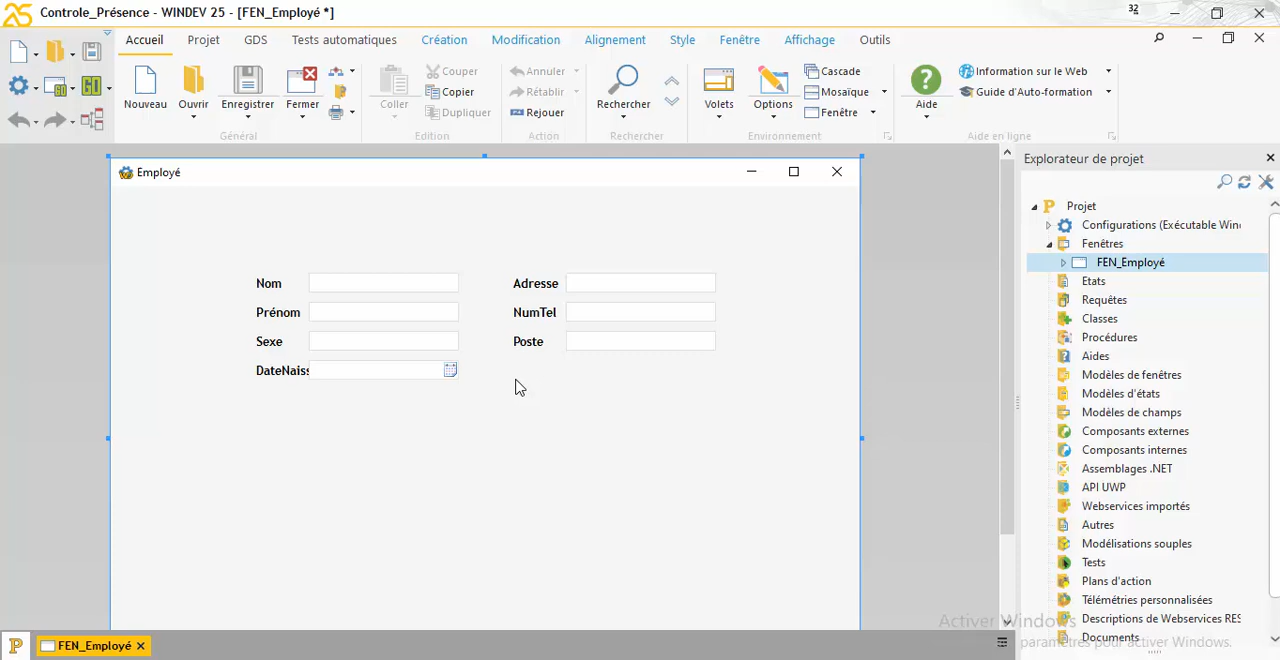 25 Controle_Présence - WINDEV 25 - [FEN_Employé *] 32
Accueil Projet GDS Tests automatiques Création Modification Alignement Style Fenêtre Affichage Outils
Nouveau Ouvrir Enregistrer Fermer
Général
Coller Couper Copier Dupliquer
Edition
Annuler Rétablir Rejouer
Action
Rechercher
Rechercher
Volets Options Cascade Mosaïque Fenêtre
Environnement
Aide Information sur le Web Guide d'Auto-formation
Aide en ligne
GO GO
Employé
Nom Adresse
Prénom NumTel
Sexe Poste
DateNaiss
Explorateur de projet
Projet
Configurations (Exécutable Win
Fenêtres
FEN_Employé
Etats
Requêtes
Classes
Procédures
Aides
Modèles de fenêtres
Modèles d'états
Modèles de champs
Composants externes
Composants internes
Assemblages .NET
API UWP
Webservices importés
Autres
Modélisations souples
Tests
Plans d'action
Télémétries personnalisées
Descriptions de Webservices RES
Documents
Activer Windows
paramètres pour activer Windows.
FEN_Employé